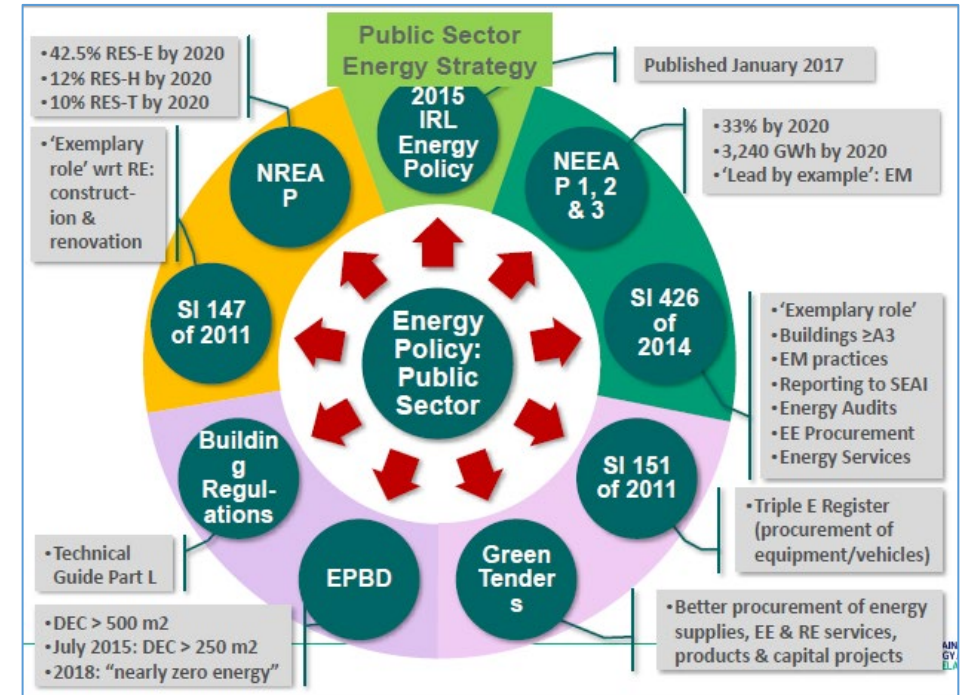 Public Sector
Energy Strategy
2015
IRL
Energy
Policy
Published January 2017
•42.5% RES-E by 2020
•12% RES-H by 2020
•10% RES-T by 2020
NREA
P
NEEA
P 1, 2
& 3
•33% by 2020
•3,240 GWh by 2020
•‘Lead by example’: EM
•‘Exemplary
role’ wrt RE:
construct-
ion &
renovation
SI 147
of 2011
Energy
Policy:
Public
Sector
SI 426
of
2014
•‘Exemplary role’
•Buildings ≥A3
•EM practices
•Reporting to SEAI
•Energy Audits
•EE Procurement
•Energy Services
Buildin
g
Regul-
ations
SI 151
of 2011
•Technical
Guide Part L
•Triple E Register
(procurement of
equipment/vehicles)
EPBD
Green
Tender
s
•DEC > 500 m2
•July 2015: DEC > 250 m2
•2018: “nearly zero energy”
•Better procurement of energy
supplies, EE & RE services,
products & capital projects